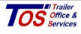 TOS Trailer
Office &
Services